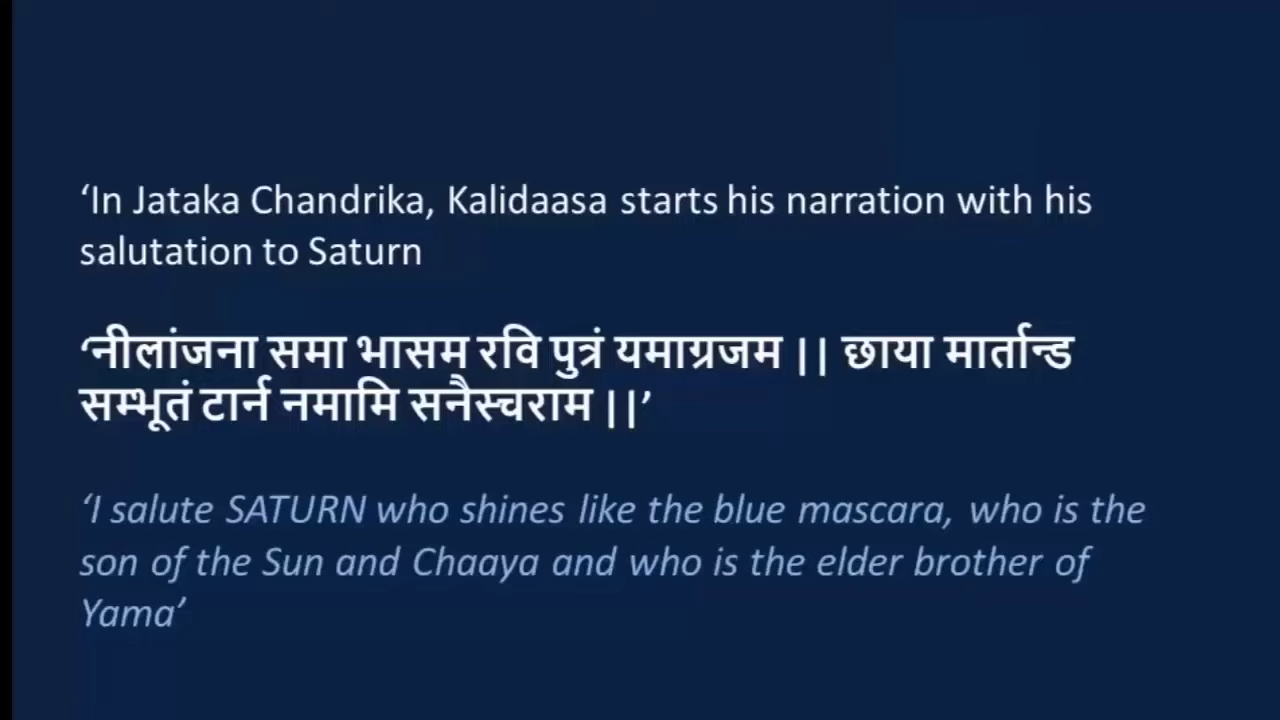 ‘In Jataka Chandrika, Kalidaasa starts his narration with his
salutation to Saturn
‘नीलांजना समा भासम रवि पुत्रं यमाग्रजम || छाया मार्तान्ड
सम्भूतं टार्न नमामि सनैस्चराम ||’
‘I salute SATURN who shines like the blue mascara, who is the
son of the Sun and Chaaya and who is the elder brother of
Yama’